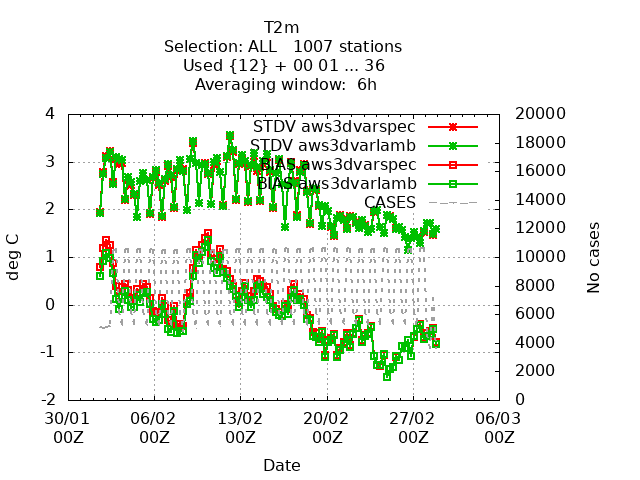 T2m
Selection: ALL   1007 stations
Used {12} + 00 01 ... 36
Averaging window:  6h
4
3
2
1
0
-1
-2
deg C
20000
18000
16000
14000
12000
10000
8000
6000
4000
2000
0
No cases
STDV aws3dvarspec
STDV aws3dvarlamb
BIAS aws3dvarspec
BIAS aws3dvarlamb
CASES
30/01 06/02 13/02 20/02 27/02 06/03
00Z 00Z 00Z 00Z 00Z 00Z
Date